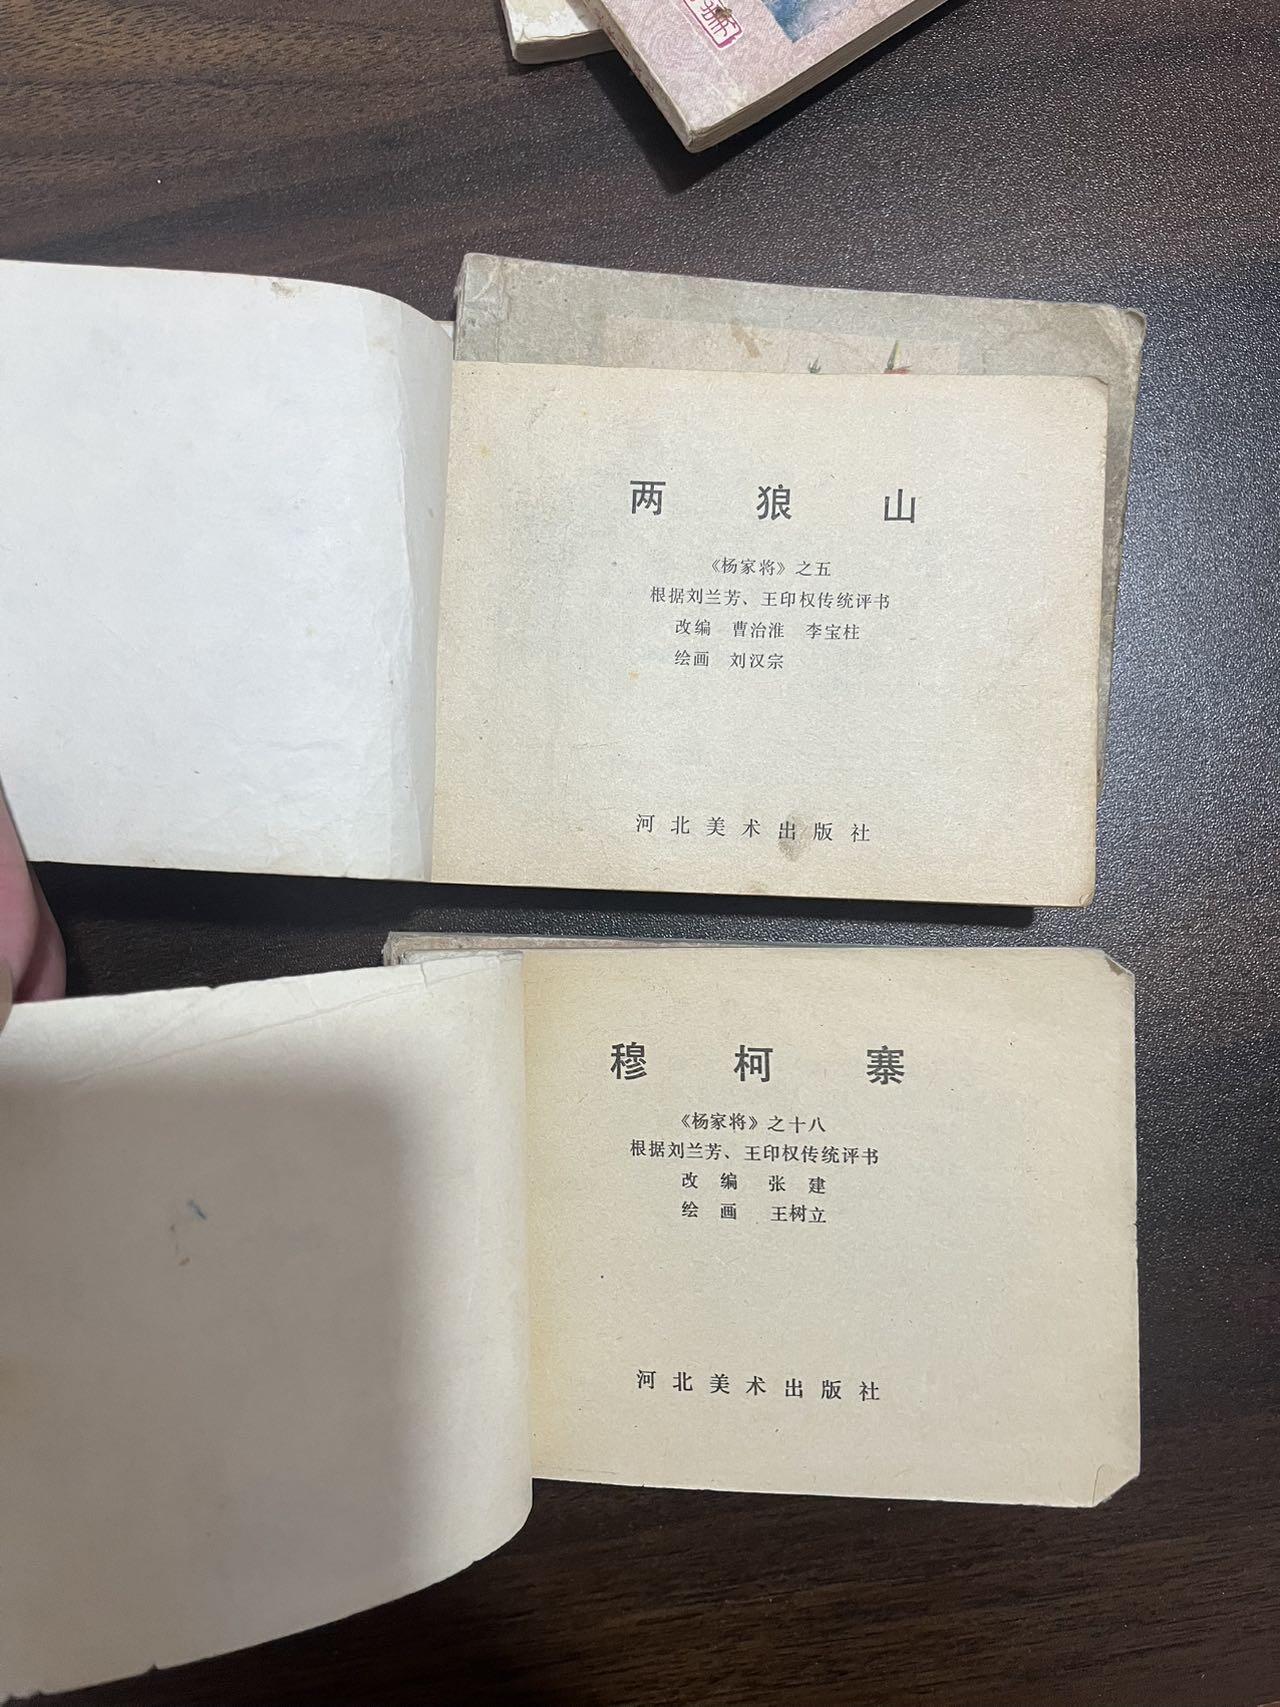 两狼山
《杨家将》之五
根据刘兰芳、王印权传统评书
改编 曹治淮 李宝柱
绘画 刘汉宗
河北美术出版社
穆柯寨
《杨家将》之十八
根据刘兰芳、王印权传统评书
改编 张建
绘画 王树立
河北美术出版社